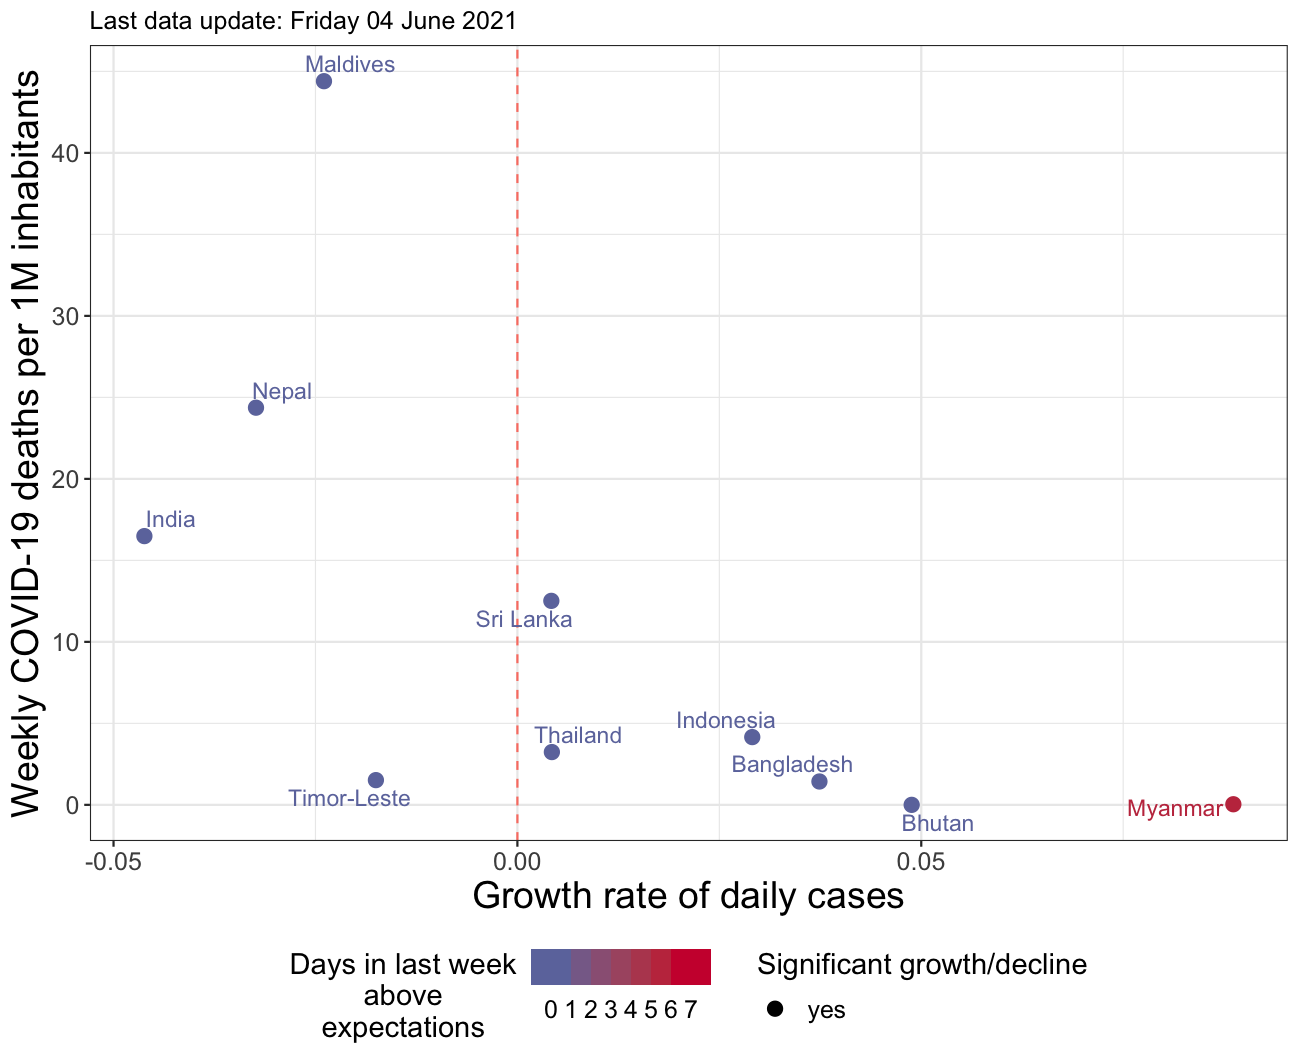 Last data update: Friday 04 June 2021
Weekly COVID-19 deaths per 1M inhabitants
40
30
20
10
0
Maldives
Nepal
India
Sri Lanka
Indonesia
Thailand
Bangladesh
Timor-Leste
Myanmar
Bhutan
-0.05
0.00
0.05
Growth rate of daily cases
Days in last week
above
expectations
0 1 2 3 4 5 6 7
Significant growth/decline
yes